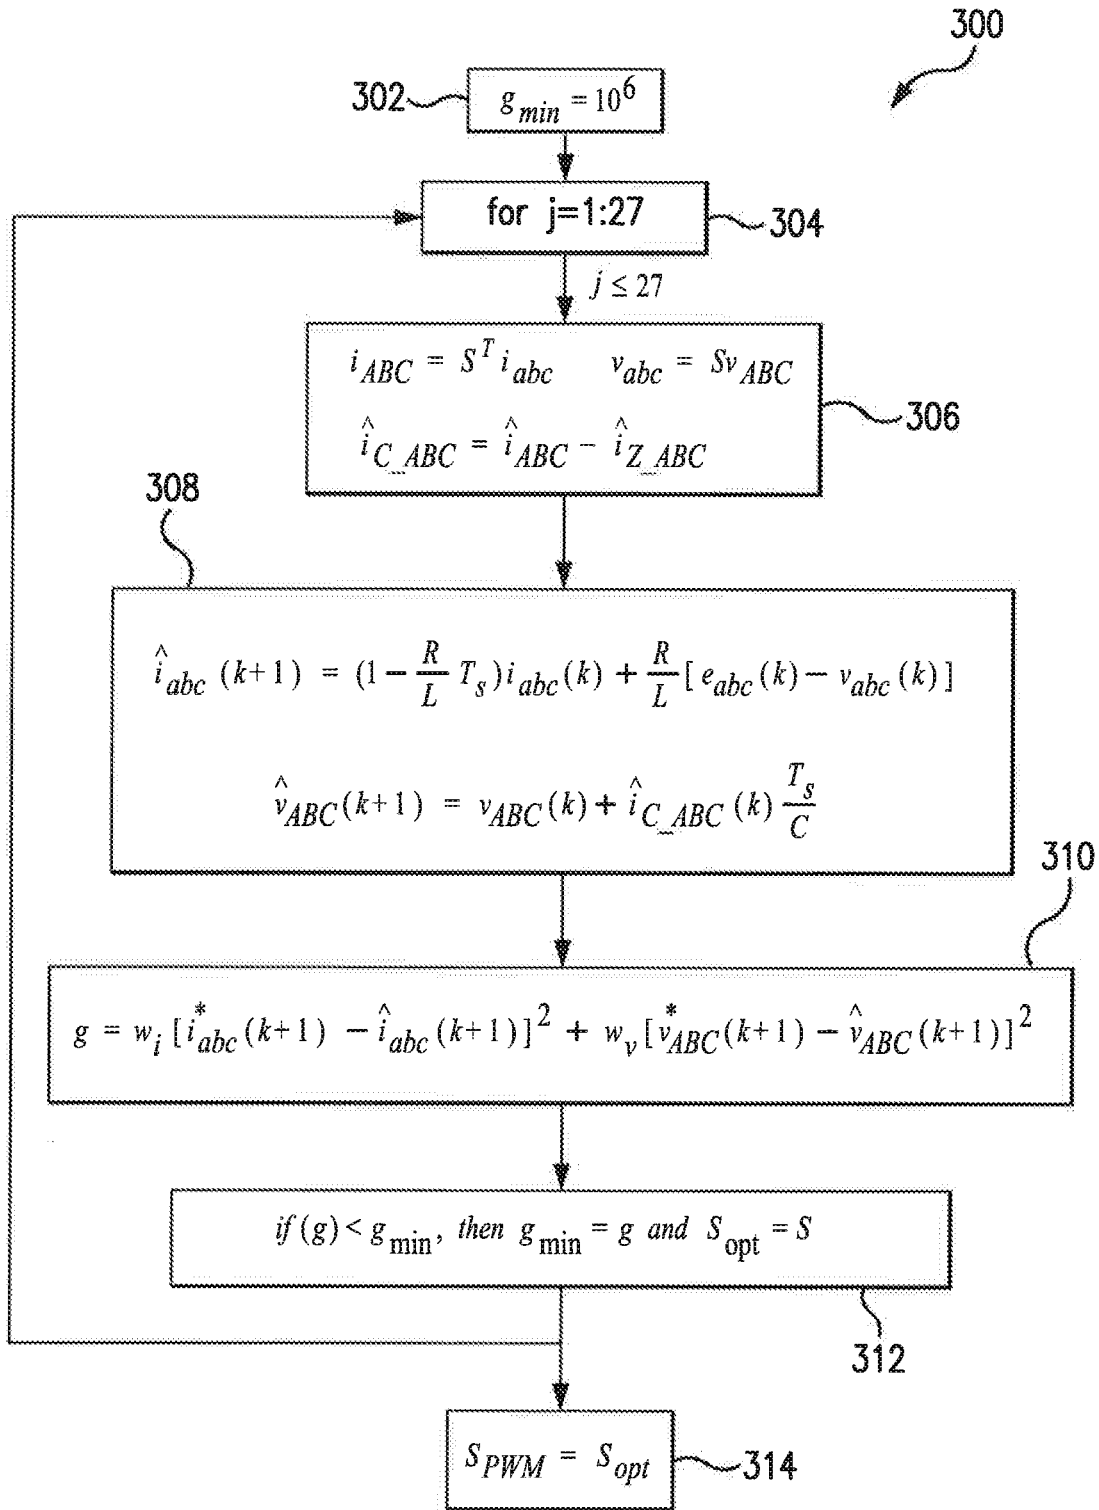 300
302
g_min = 10^6
for j=1:27
304
j ≤ 27
i_ABC = S^T i_abc v_abc = Sv_ABC
î_C_ABC = î_ABC − î_Z_ABC
306
308
î_abc (k+1) = (1 − R/L T_s) i_abc (k) + R/L [e_abc (k) − v_abc (k)]
v̂_ABC (k+1) = v_ABC (k) + î_C_ABC (k) T_s/C
310
g = w_i [i*_abc (k+1) − î_abc (k+1)]^2 + w_v [v*_ABC (k+1) − v̂_ABC (k+1)]^2
if (g) < g_min, then g_min = g and S_opt = S
312
S_PWM = S_opt
314